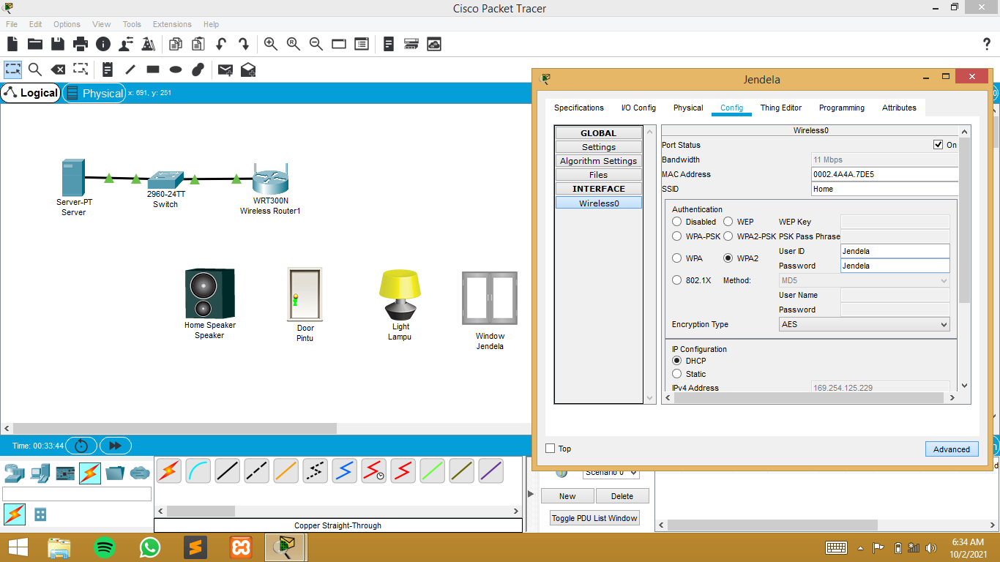 Cisco Packet Tracer
File Edit Options View Tools Extensions Help
?
Logical
Physical
x: 691, y: 251
Server-PT
Server
2960-24TT
Switch
WRT300N
Wireless Router1
Home Speaker
Speaker
Door
Pintu
Light
Lampu
Window
Jendela
Jendela
Specifications I/O Config Physical Config Thing Editor Programming Attributes
GLOBAL
Settings
Algorithm Settings
Files
INTERFACE
Wireless0
Wireless0
Port Status On
Bandwidth 11 Mbps
MAC Address 0002.4A4A.7DE5
SSID Home
Authentication
Disabled WEP WEP Key
WPA-PSK WPA2-PSK PSK Pass Phrase
User ID Jendela
WPA WPA2
Password Jendela
802.1X Method: MD5
User Name
Password
Encryption Type AES
IP Configuration
DHCP
Static
IPv4 Address 169.254.125.229
Top
Advanced
Time: 00:33:44
Scenario 0
New Delete
Toggle PDU List Window
Copper Straight-Through
6:34 AM
10/2/2021